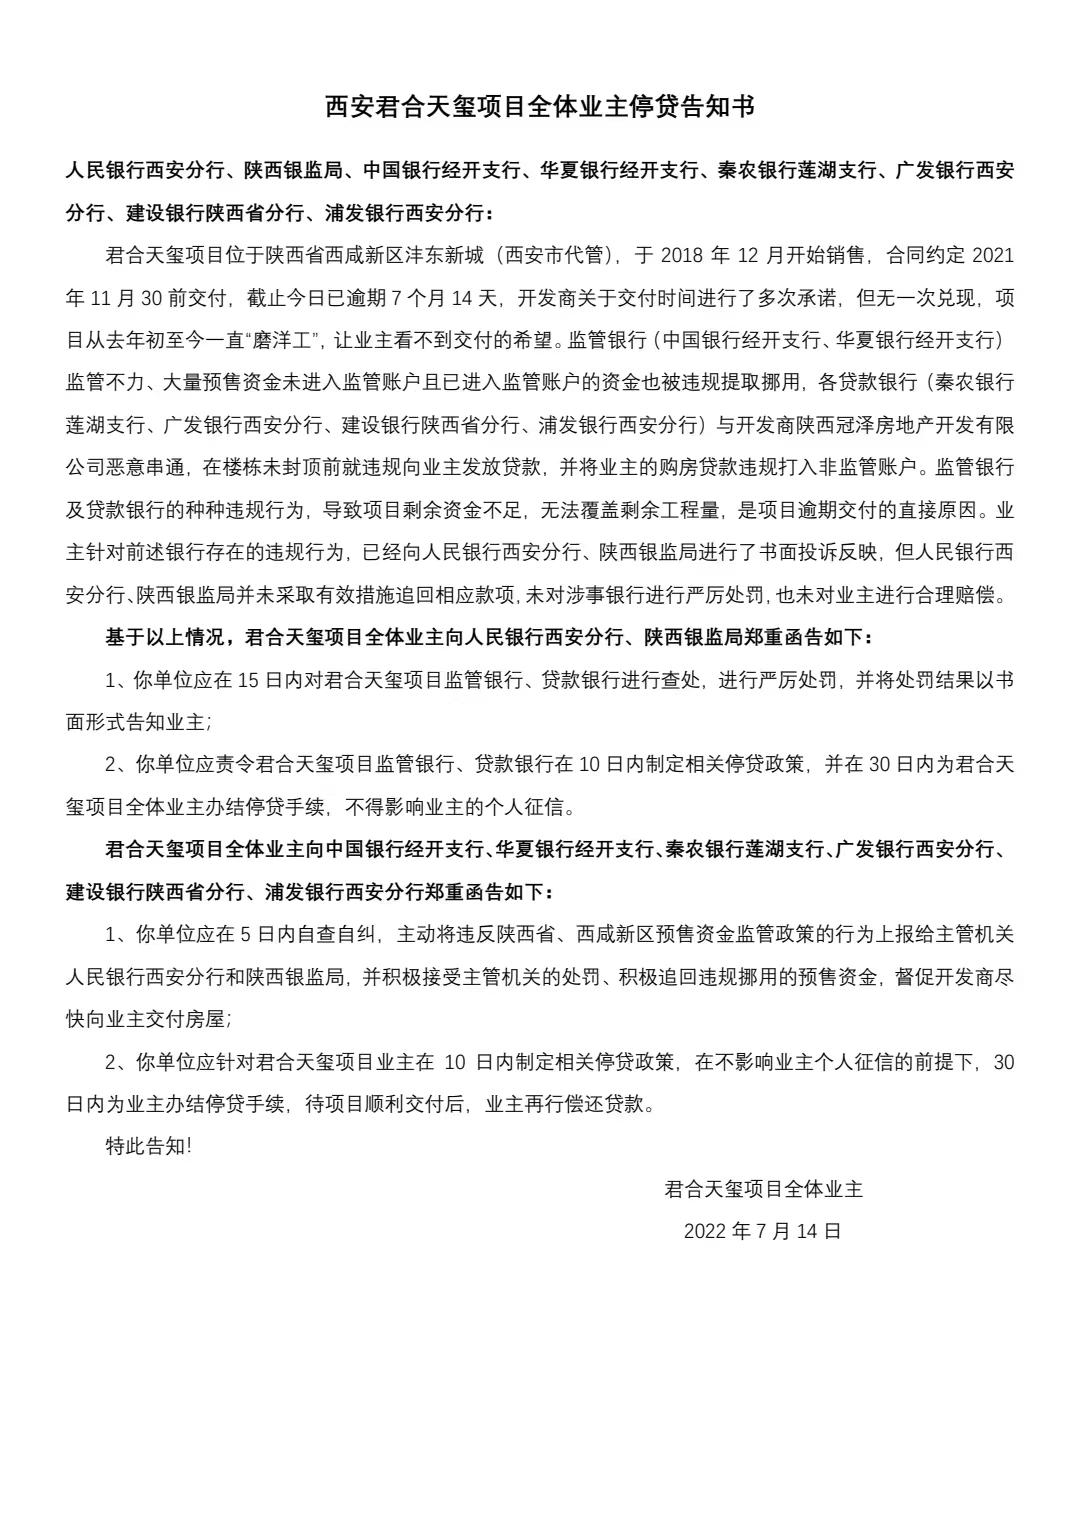 西安君合天玺项目全体业主停贷告知书
人民银行西安分行、陕西银监局、中国银行经开支行、华夏银行经开支行、秦农银行莲湖支行、广发银行西安
分行、建设银行陕西省分行、浦发银行西安分行：
君合天玺项目位于陕西省西咸新区沣东新城（西安市代管），于 2018 年 12 月开始销售，合同约定 2021
年 11 月 30 前交付，截止今日已逾期 7 个月 14 天，开发商关于交付时间进行了多次承诺，但无一次兑现，项
目从去年初至今一直“磨洋工”，让业主看不到交付的希望。监管银行（中国银行经开支行、华夏银行经开支行）
监管不力、大量预售资金未进入监管账户且已进入监管账户的资金也被违规提取挪用，各贷款银行（秦农银行
莲湖支行、广发银行西安分行、建设银行陕西省分行、浦发银行西安分行）与开发商陕西冠泽房地产开发有限
公司恶意串通，在楼栋未封顶前就违规向业主发放贷款，并将业主的购房贷款违规打入非监管账户。监管银行
及贷款银行的种种违规行为，导致项目剩余资金不足，无法覆盖剩余工程量，是项目逾期交付的直接原因。业
主针对前述银行存在的违规行为，已经向人民银行西安分行、陕西银监局进行了书面投诉反映，但人民银行西
安分行、陕西银监局并未采取有效措施追回相应款项，未对涉事银行进行严厉处罚，也未对业主进行合理赔偿。
基于以上情况，君合天玺项目全体业主向人民银行西安分行、陕西银监局郑重函告如下：
1、你单位应在 15 日内对君合天玺项目监管银行、贷款银行进行查处，进行严厉处罚，并将处罚结果以书
面形式告知业主；
2、你单位应责令君合天玺项目监管银行、贷款银行在 10 日内制定相关停贷政策，并在 30 日内为君合天
玺项目全体业主办结停贷手续，不得影响业主的个人征信。
君合天玺项目全体业主向中国银行经开支行、华夏银行经开支行、秦农银行莲湖支行、广发银行西安分行、
建设银行陕西省分行、浦发银行西安分行郑重函告如下：
1、你单位应在 5 日内自查自纠，主动将违反陕西省、西咸新区预售资金监管政策的行为上报给主管机关
人民银行西安分行和陕西银监局，并积极接受主管机关的处罚、积极追回违规挪用的预售资金，督促开发商尽
快向业主交付房屋；
2、你单位应针对君合天玺项目业主在 10 日内制定相关停贷政策，在不影响业主个人征信的前提下，30
日内为业主办结停贷手续，待项目顺利交付后，业主再行偿还贷款。
特此告知！
君合天玺项目全体业主
2022 年 7 月 14 日